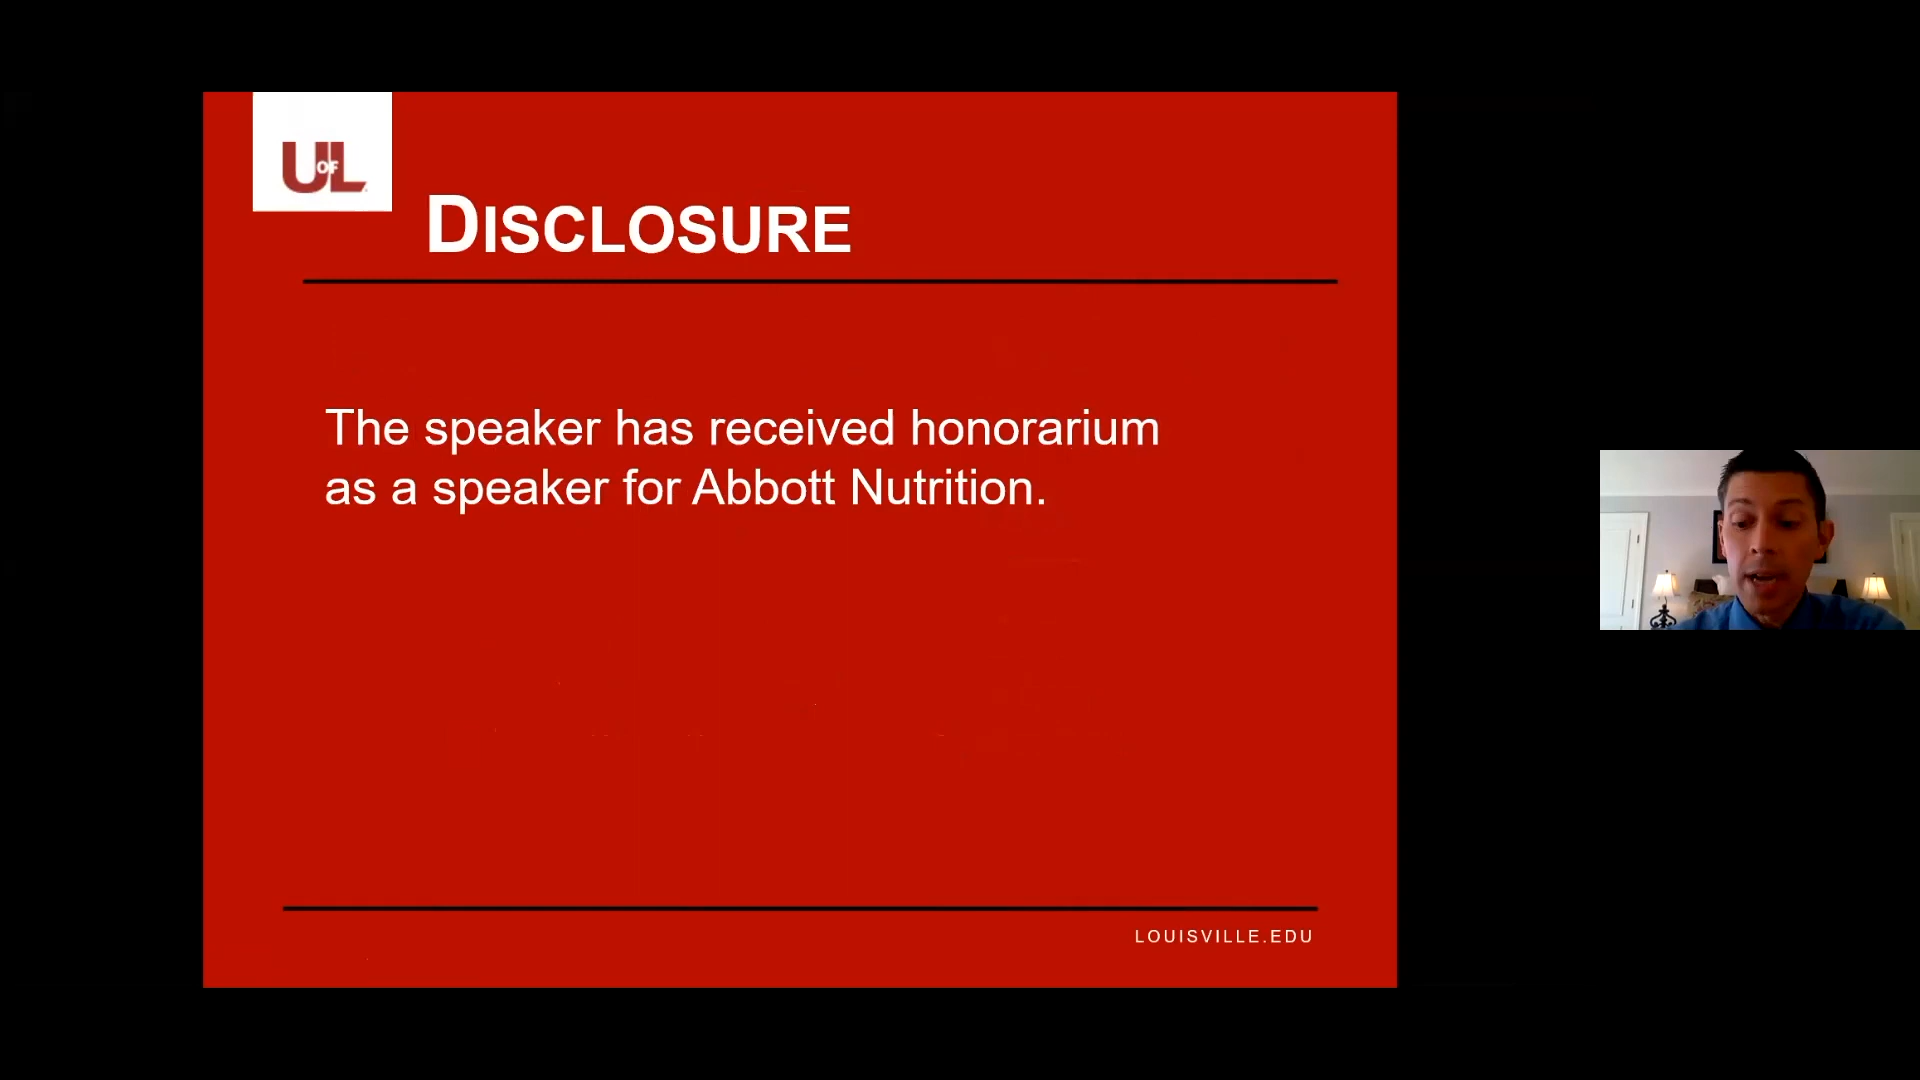 UofL
DISCLOSURE
The speaker has received honorarium
as a speaker for Abbott Nutrition.
LOUISVILLE.EDU